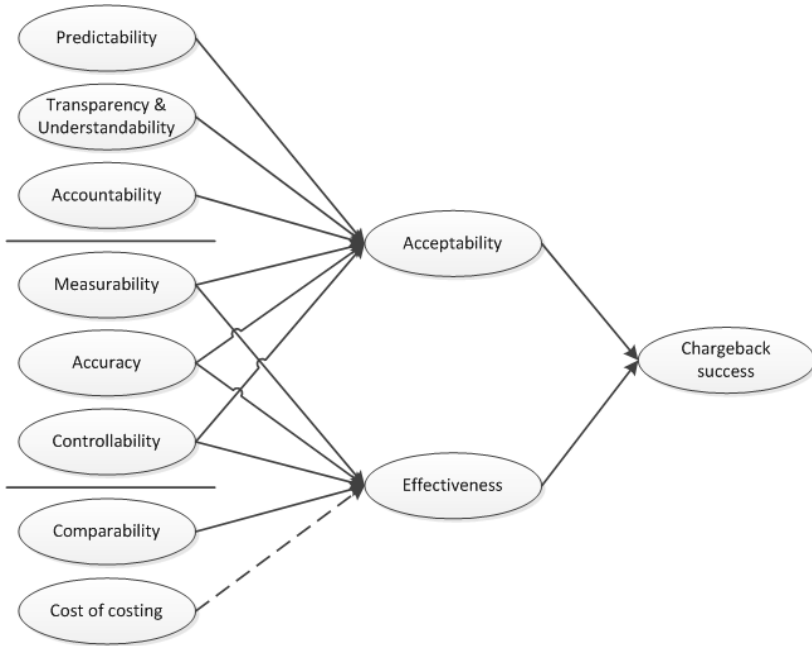 Predictability
Transparency &
Understandability
Accountability
Measurability
Accuracy
Controllability
Comparability
Cost of costing
Acceptability
Effectiveness
Chargeback
success